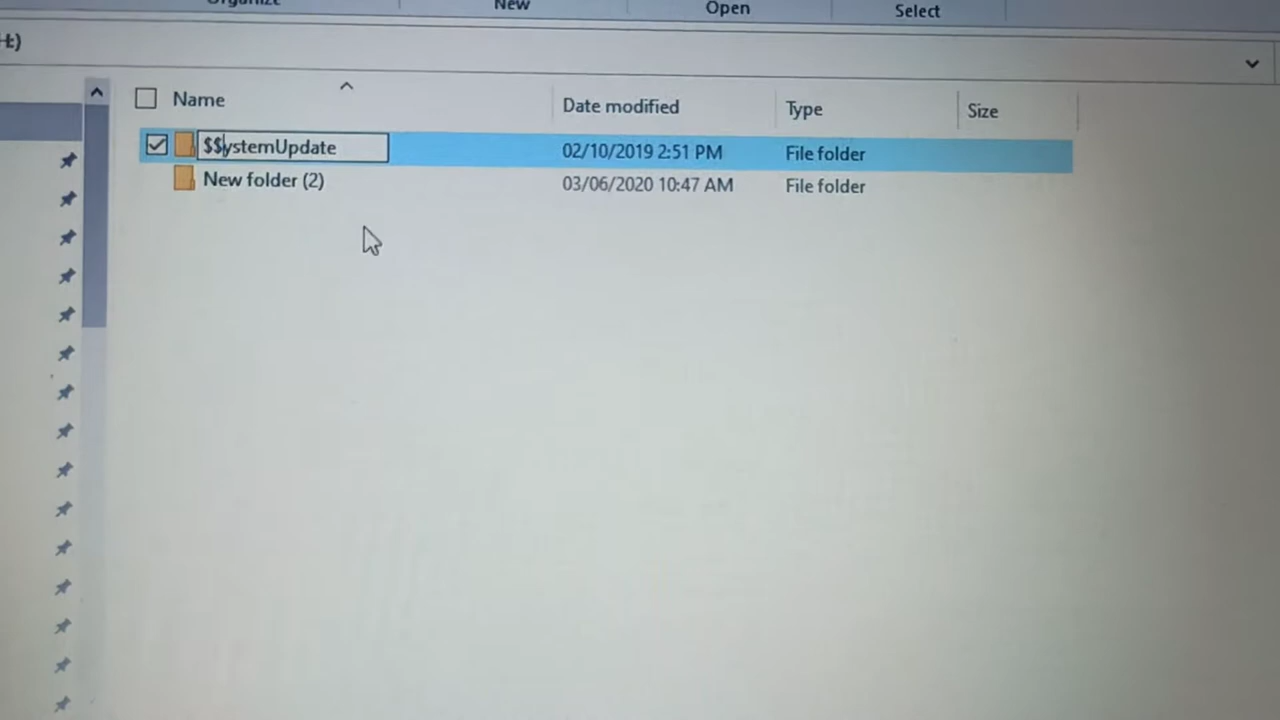 Organize New Open Select
H:)
Name Date modified Type Size
$$ystemUpdate 02/10/2019 2:51 PM File folder
New folder (2) 03/06/2020 10:47 AM File folder